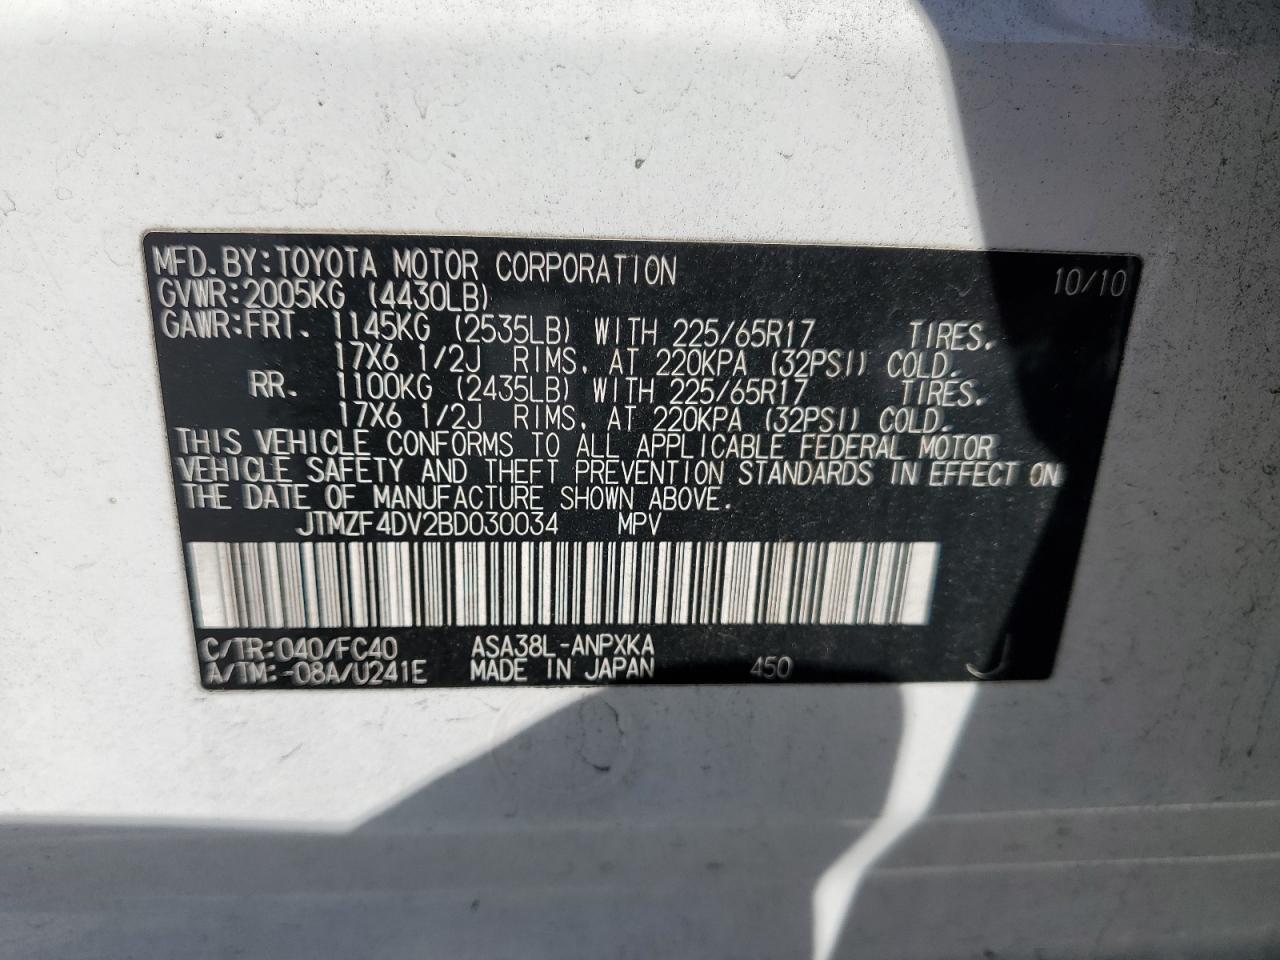 MFD.BY:TOYOTA MOTOR CORPORATION 10/10
GVWR:2005KG (4430LB)
GAWR:FRT. 1145KG (2535LB) WITH 225/65R17 TIRES.
17X6 1/2J RIMS, AT 220KPA (32PSI) COLD.
RR. 1100KG (2435LB) WITH 225/65R17 TIRES.
17X6 1/2J RIMS, AT 220KPA (32PSI) COLD.
THIS VEHICLE CONFORMS TO ALL APPLICABLE FEDERAL MOTOR
VEHICLE SAFETY AND THEFT PREVENTION STANDARDS IN EFFECT ON
THE DATE OF MANUFACTURE SHOWN ABOVE.
JTMZF4DV2BD030034 MPV
C/TR:040/FC40 ASA38L-ANPXKA
A/TM:-08A/U241E MADE IN JAPAN 450 J